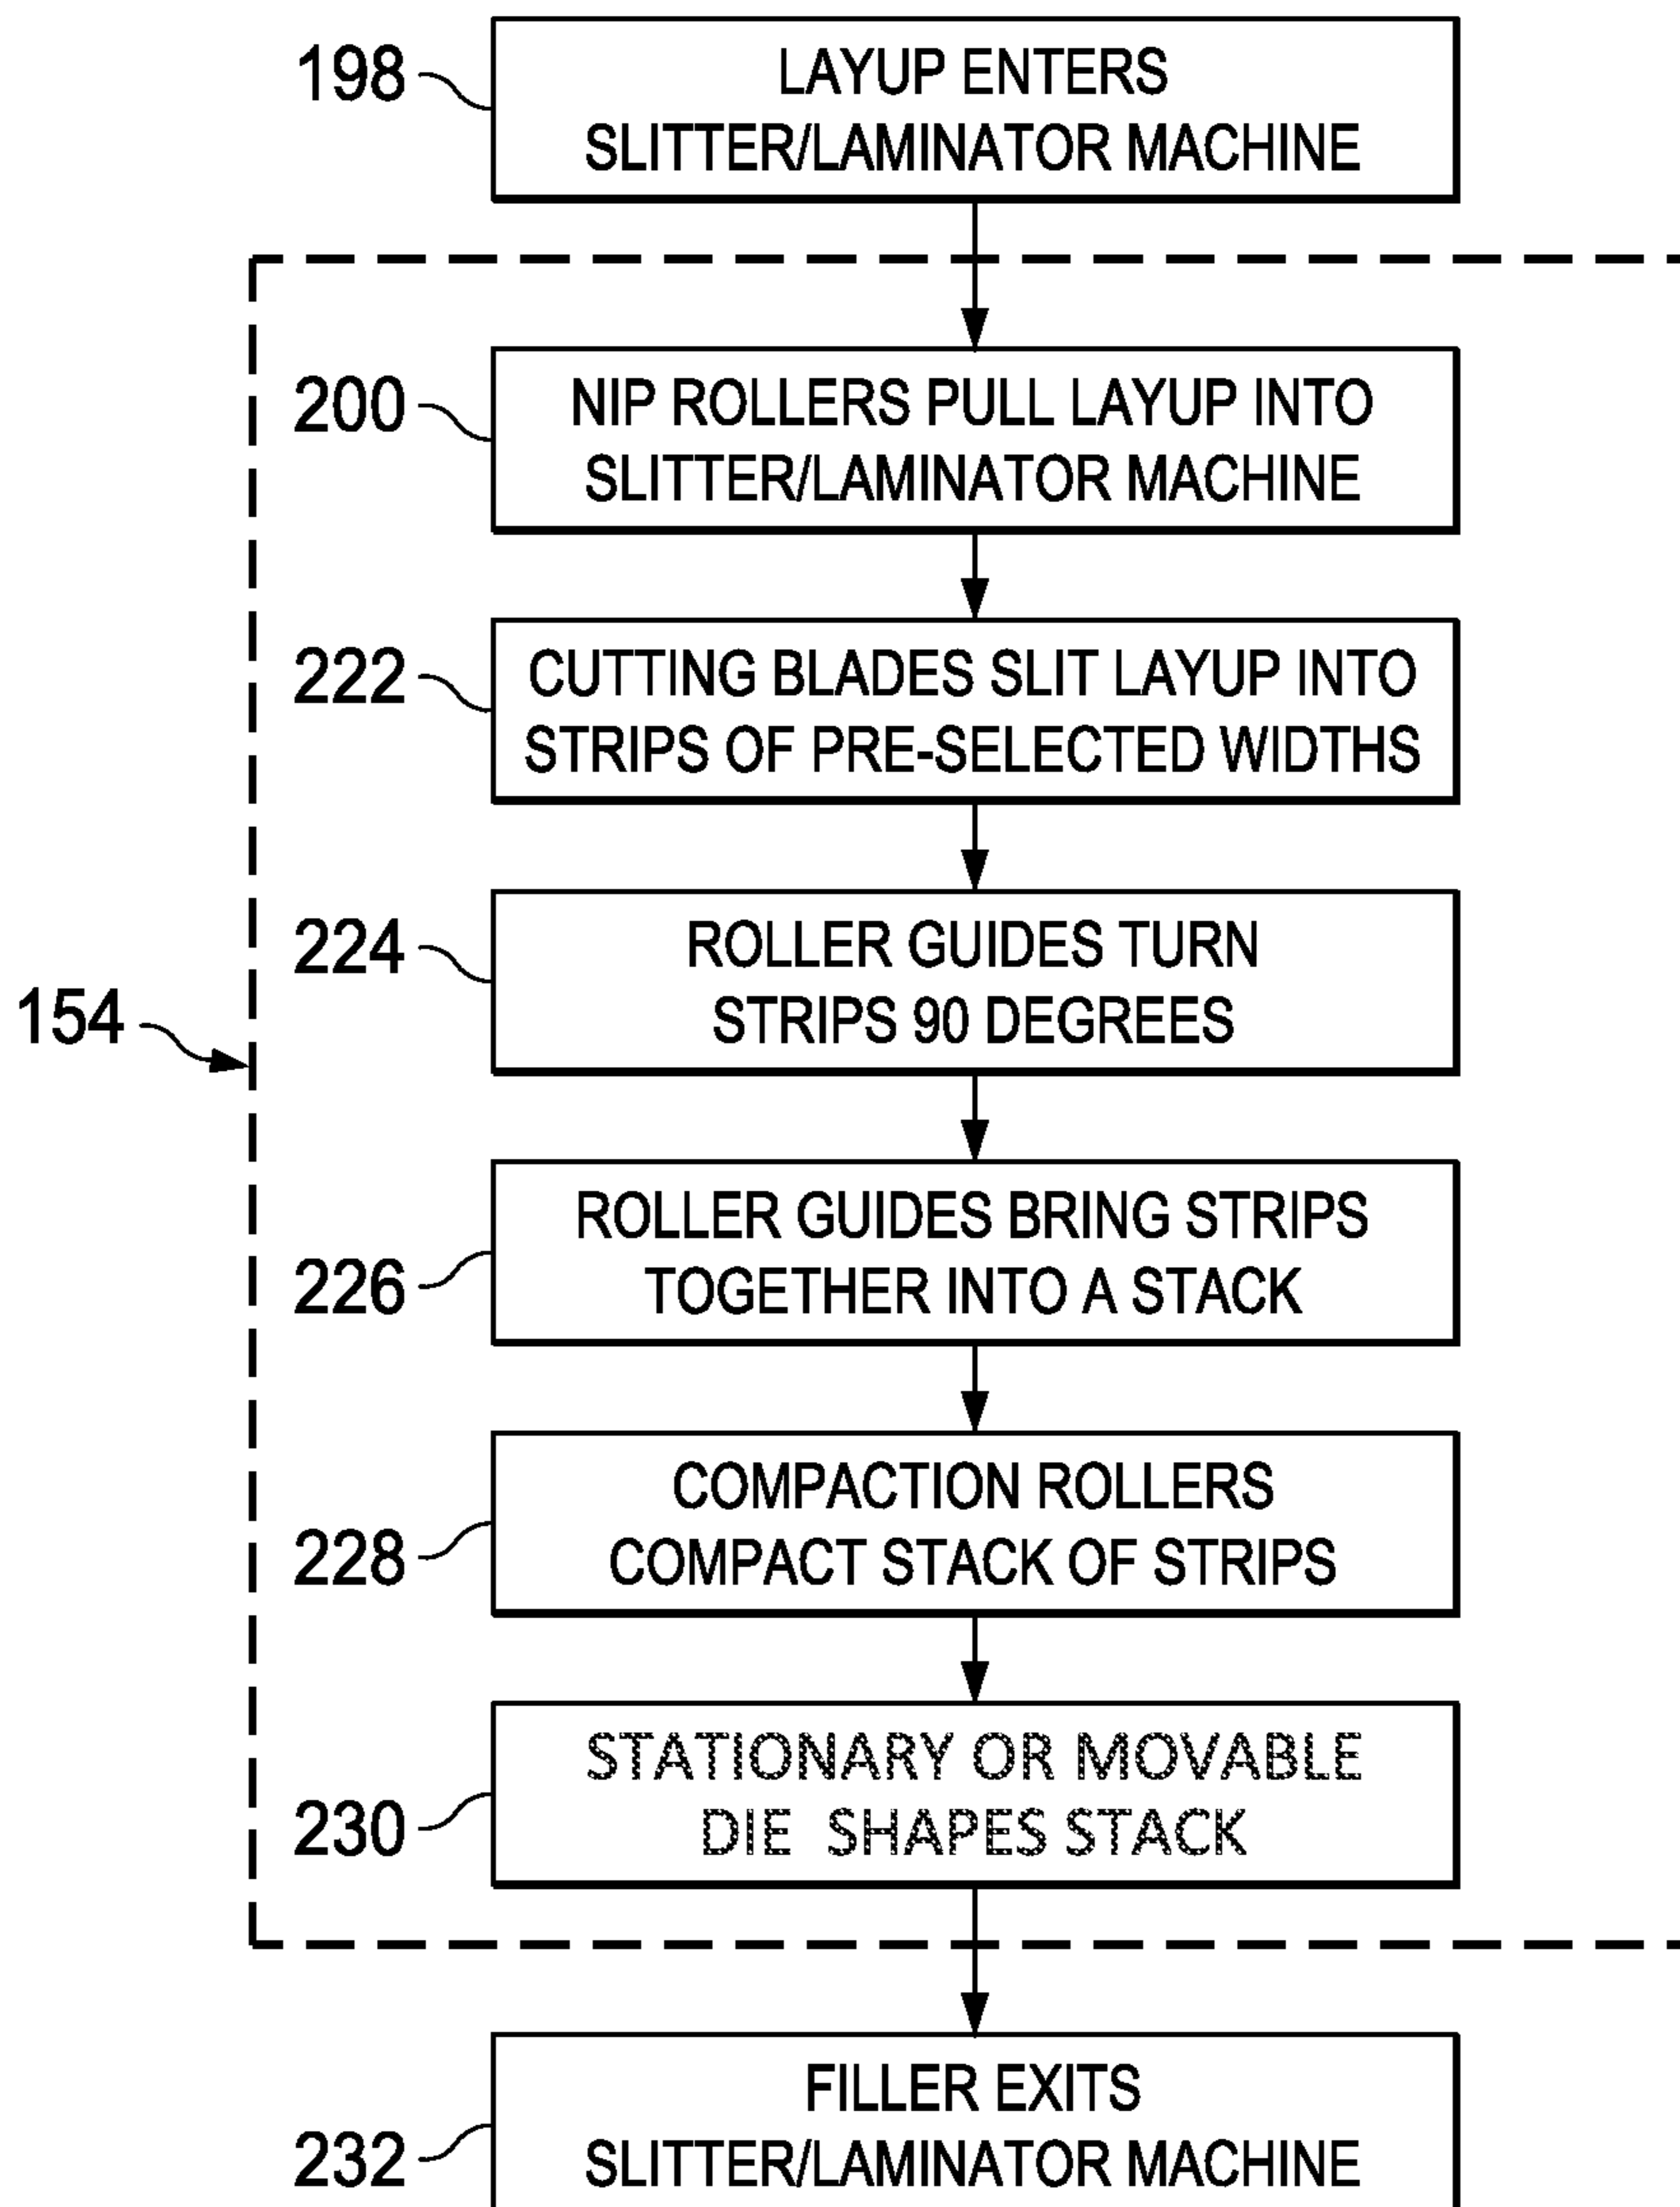 198
LAYUP ENTERS
SLITTER/LAMINATOR MACHINE
200
NIP ROLLERS PULL LAYUP INTO
SLITTER/LAMINATOR MACHINE
222
CUTTING BLADES SLIT LAYUP INTO
STRIPS OF PRE-SELECTED WIDTHS
224
ROLLER GUIDES TURN
STRIPS 90 DEGREES
154
ROLLER GUIDES BRING STRIPS
TOGETHER INTO A STACK
226
COMPACTION ROLLERS
COMPACT STACK OF STRIPS
228
STATIONARY OR MOVABLE
DIE SHAPES STACK
230
FILLER EXITS
SLITTER/LAMINATOR MACHINE
232